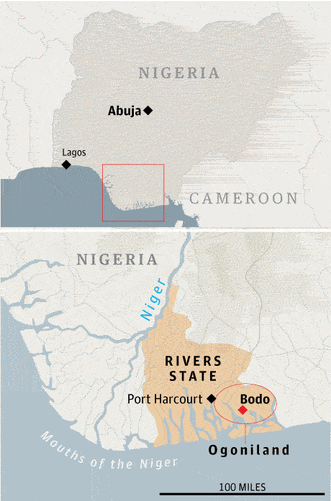 NIGERIA
Abuja
Lagos
CAMEROON
NIGERIA
Niger
RIVERS
STATE
Port Harcourt
Bodo
Ogoniland
Mouths of the Niger
100 MILES